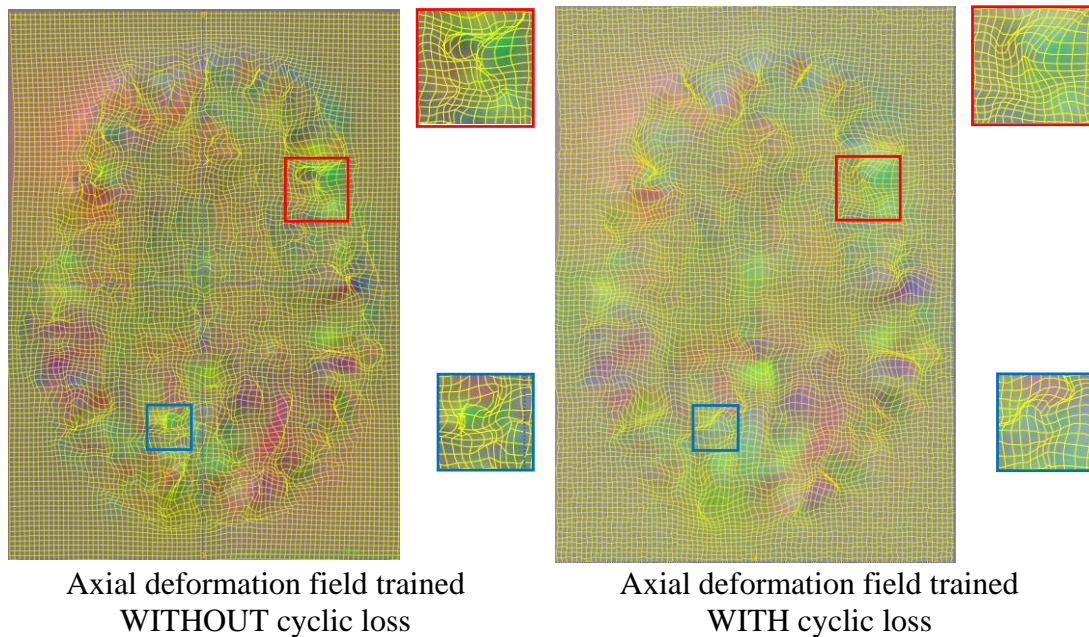 Axial deformation field trained
WITHOUT cyclic loss
Axial deformation field trained
WITH cyclic loss